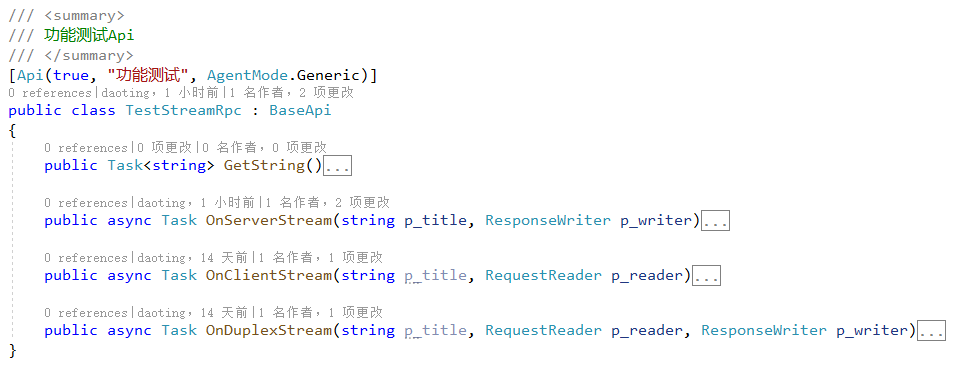 /// <summary>
/// 功能测试Api
/// </summary>
[Api(true, "功能测试", AgentMode.Generic)]
0 references|daoting，1 小时前|1 名作者，2 项更改
public class TestStreamRpc : BaseApi
{
0 references|0 项更改|0 名作者，0 项更改
public Task<string> GetString()...
0 references|daoting，1 小时前|1 名作者，2 项更改
public async Task OnServerStream(string p_title, ResponseWriter p_writer)...
0 references|daoting，14 天前|1 名作者，1 项更改
public async Task OnClientStream(string p_title, RequestReader p_reader)...
0 references|daoting，14 天前|1 名作者，1 项更改
public async Task OnDuplexStream(string p_title, RequestReader p_reader, ResponseWriter p_writer)...
}